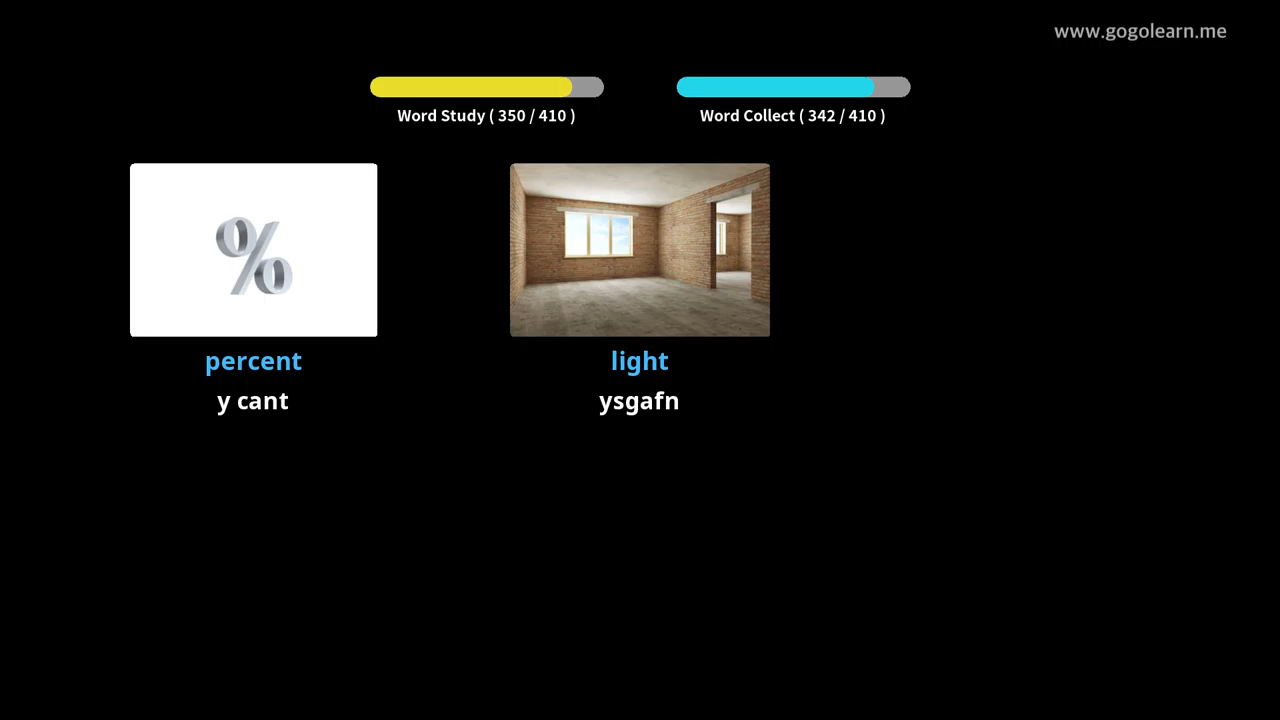 www.gogolearn.me
Word Study ( 350 / 410 )
Word Collect ( 342 / 410 )
%
percent
light
y cant
ysgafn